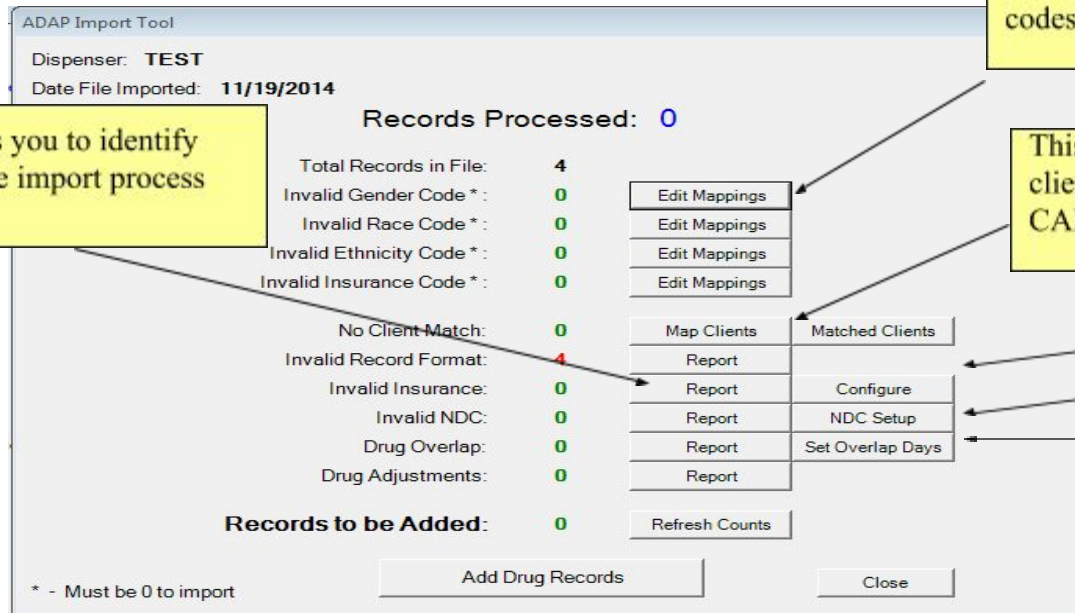 ADAP Import Tool
codes
Dispenser: TEST
Date File Imported: 11/19/2014
Records Processed: 0
you to identify
import process
Total Records in File: 4
Invalid Gender Code * : 0 Edit Mappings
Invalid Race Code * : 0 Edit Mappings
Invalid Ethnicity Code * : 0 Edit Mappings
Invalid Insurance Code * : 0 Edit Mappings
No Client Match: 0 Map Clients Matched Clients
Invalid Record Format: 4 Report
Invalid Insurance: 0 Report Configure
Invalid NDC: 0 Report NDC Setup
Drug Overlap: 0 Report Set Overlap Days
Drug Adjustments: 0 Report
Records to be Added: 0 Refresh Counts
* - Must be 0 to import
Add Drug Records
Close